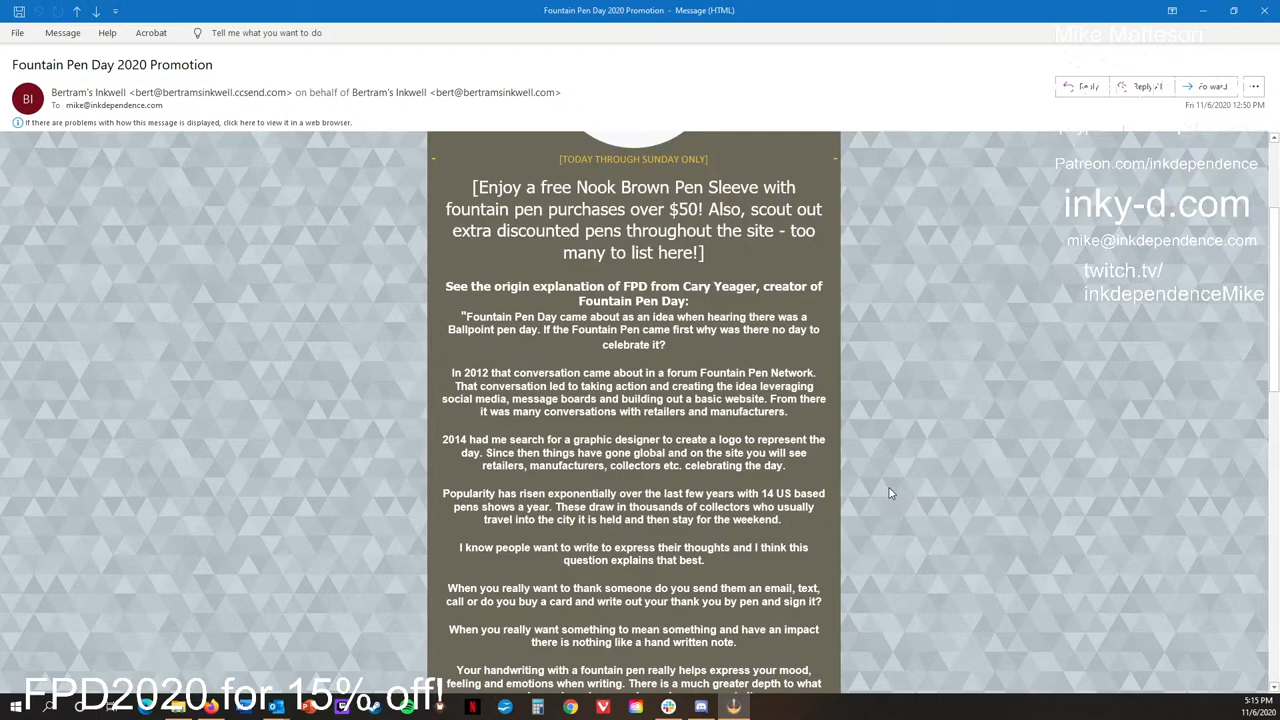 Fountain Pen Day 2020 Promotion - Message (HTML)
File Message Help Acrobat Tell me what you want to do
Mike Matteson
Fountain Pen Day 2020 Promotion
BI
Bertram's Inkwell <bert@bertramsinkwell.ccsend.com> on behalf of Bertram's Inkwell <bert@bertramsinkwell.com>
Reply Reply All Forward
To mike@inkdependence.com
Fri 11/6/2020 12:50 PM
If there are problems with how this message is displayed, click here to view it in a web browser.
Patreon.com/inkdependence
inky-d.com
mike@inkdependence.com
twitch.tv/
inkdependenceMike
[TODAY THROUGH SUNDAY ONLY]
[Enjoy a free Nook Brown Pen Sleeve with
fountain pen purchases over $50! Also, scout out
extra discounted pens throughout the site - too
many to list here!]
See the origin explanation of FPD from Cary Yeager, creator of
Fountain Pen Day:
"Fountain Pen Day came about as an idea when hearing there was a
Ballpoint pen day. If the Fountain Pen came first why was there no day to
celebrate it?
In 2012 that conversation came about in a forum Fountain Pen Network.
That conversation led to taking action and creating the idea leveraging
social media, message boards and building out a basic website. From there
it was many conversations with retailers and manufacturers.
2014 had me search for a graphic designer to create a logo to represent the
day. Since then things have gone global and on the site you will see
retailers, manufacturers, collectors etc. celebrating the day.
Popularity has risen exponentially over the last few years with 14 US based
pens shows a year. These draw in thousands of collectors who usually
travel into the city it is held and then stay for the weekend.
I know people want to write to express their thoughts and I think this
question explains that best.
When you really want to thank someone do you send them an email, text,
call or do you buy a card and write out your thank you by pen and sign it?
When you really want something to mean something and have an impact
there is nothing like a hand written note.
Your handwriting with a fountain pen really helps express your mood,
feeling and emotions when writing. There is a much greater depth to what
FPD2020 for 15% off!
5:15 PM
11/6/2020